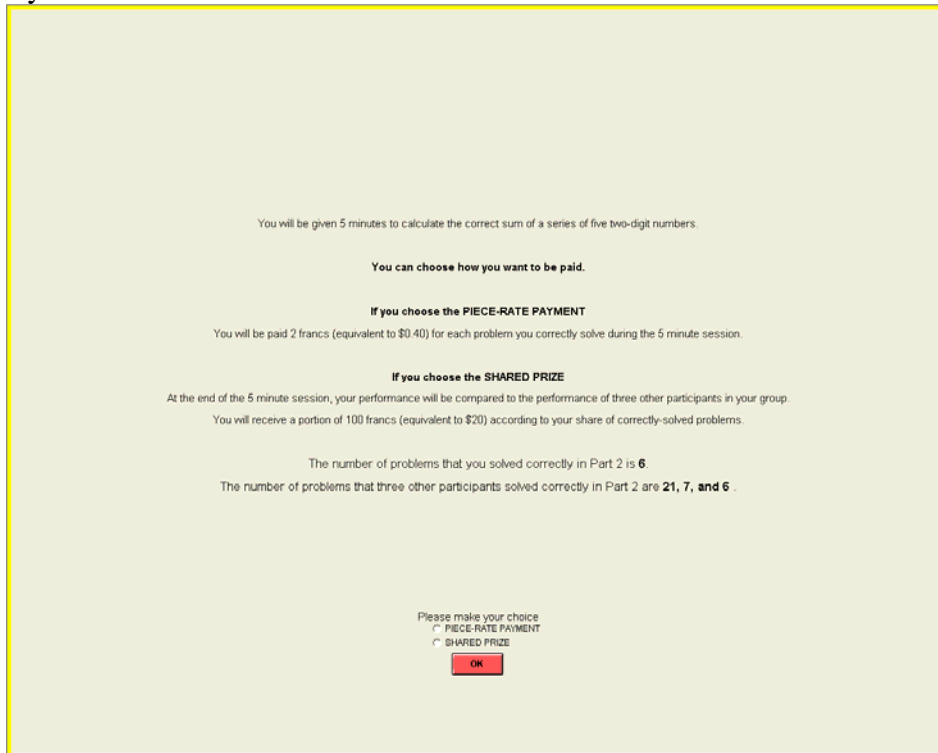 You will be given 5 minutes to calculate the correct sum of a series of five two-digit numbers.
You can choose how you want to be paid.
If you choose the PIECE-RATE PAYMENT
You will be paid 2 francs (equivalent to $0.40) for each problem you correctly solve during the 5 minute session.
If you choose the SHARED PRIZE
At the end of the 5 minute session, your performance will be compared to the performance of three other participants in your group.
You will receive a portion of 100 francs (equivalent to $20) according to your share of correctly-solved problems.
The number of problems that you solved correctly in Part 2 is 6.
The number of problems that three other participants solved correctly in Part 2 are 21, 7, and 6 .
Please make your choice
PIECE-RATE PAYMENT
SHARED PRIZE
OK